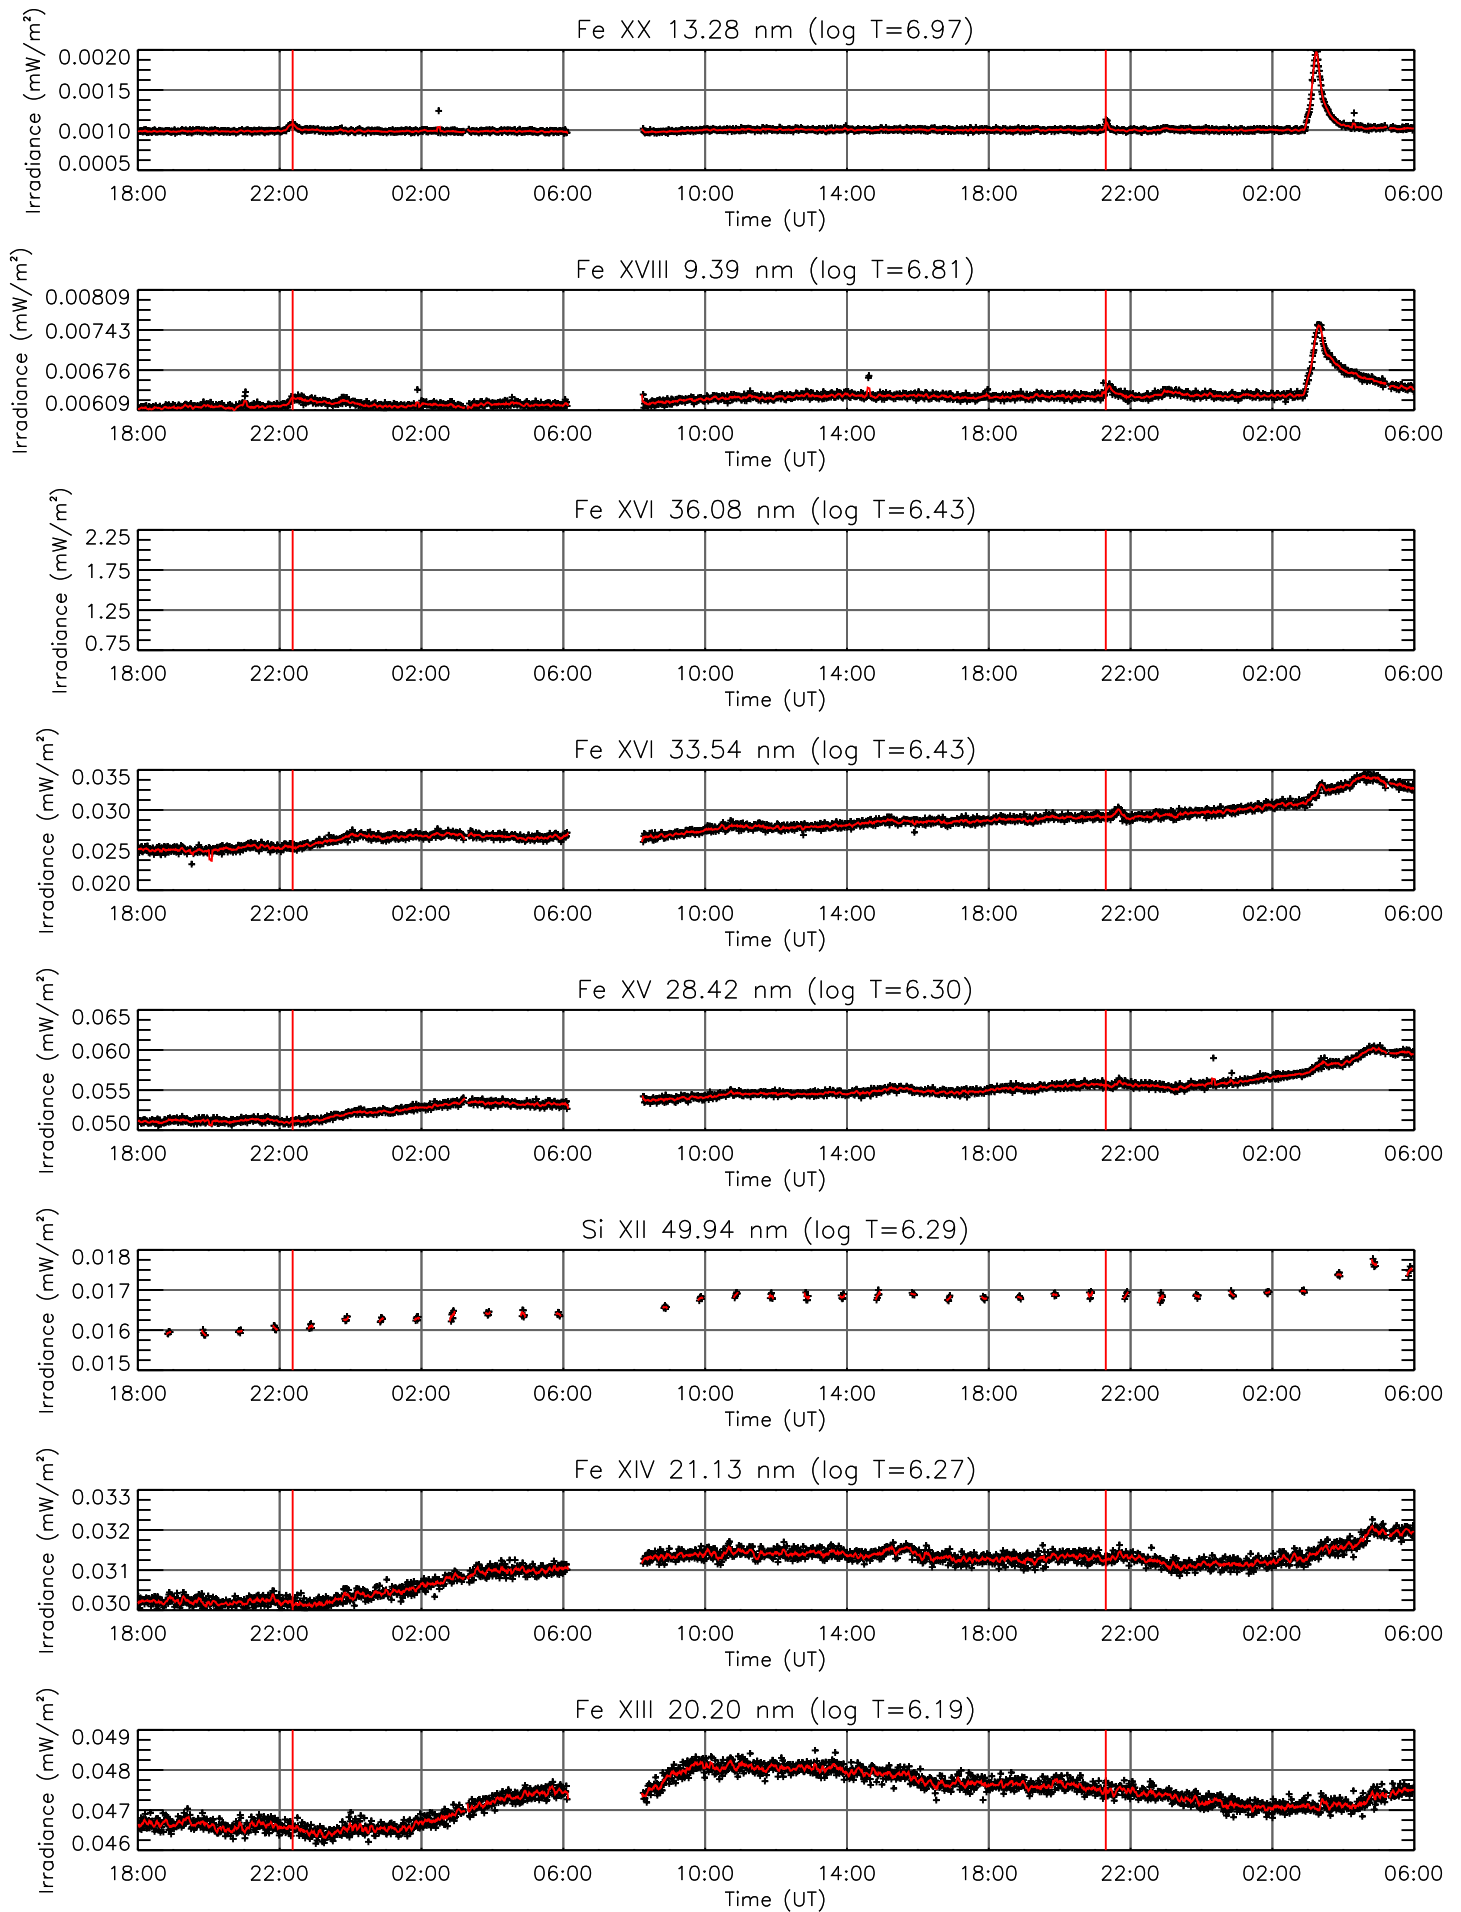 Fe XX 13.28 nm (log T=6.97)
Irradiance (mW/m²)
0.0020
0.0015
0.0010
0.0005
18:00 22:00 02:00 06:00 10:00 14:00 18:00 22:00 02:00 06:00
Time (UT)
Fe XVIII 9.39 nm (log T=6.81)
Irradiance (mW/m²)
0.00809
0.00743
0.00676
0.00609
18:00 22:00 02:00 06:00 10:00 14:00 18:00 22:00 02:00 06:00
Time (UT)
Fe XVI 36.08 nm (log T=6.43)
Irradiance (mW/m²)
2.25
1.75
1.25
0.75
18:00 22:00 02:00 06:00 10:00 14:00 18:00 22:00 02:00 06:00
Time (UT)
Fe XVI 33.54 nm (log T=6.43)
Irradiance (mW/m²)
0.035
0.030
0.025
0.020
18:00 22:00 02:00 06:00 10:00 14:00 18:00 22:00 02:00 06:00
Time (UT)
Fe XV 28.42 nm (log T=6.30)
Irradiance (mW/m²)
0.065
0.060
0.055
0.050
18:00 22:00 02:00 06:00 10:00 14:00 18:00 22:00 02:00 06:00
Time (UT)
Si XII 49.94 nm (log T=6.29)
Irradiance (mW/m²)
0.018
0.017
0.016
0.015
18:00 22:00 02:00 06:00 10:00 14:00 18:00 22:00 02:00 06:00
Time (UT)
Fe XIV 21.13 nm (log T=6.27)
Irradiance (mW/m²)
0.033
0.032
0.031
0.030
18:00 22:00 02:00 06:00 10:00 14:00 18:00 22:00 02:00 06:00
Time (UT)
Fe XIII 20.20 nm (log T=6.19)
Irradiance (mW/m²)
0.049
0.048
0.047
0.046
18:00 22:00 02:00 06:00 10:00 14:00 18:00 22:00 02:00 06:00
Time (UT)